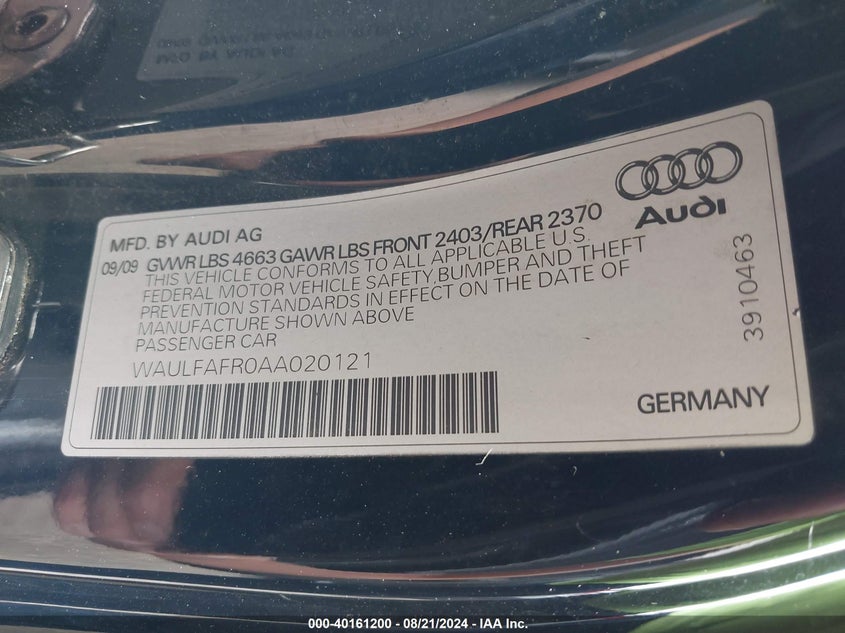 Audi
MFD. BY AUDI AG
09/09 GVWR LBS 4663 GAWR LBS FRONT 2403/REAR 2370
THIS VEHICLE CONFORMS TO ALL APPLICABLE U.S.
FEDERAL MOTOR VEHICLE SAFETY,BUMPER AND THEFT
PREVENTION STANDARDS IN EFFECT ON THE DATE OF
MANUFACTURE SHOWN ABOVE
PASSENGER CAR
WAULFAFR0AA020121
3910463
GERMANY
000-40161200 - 08/21/2024 - IAA Inc.